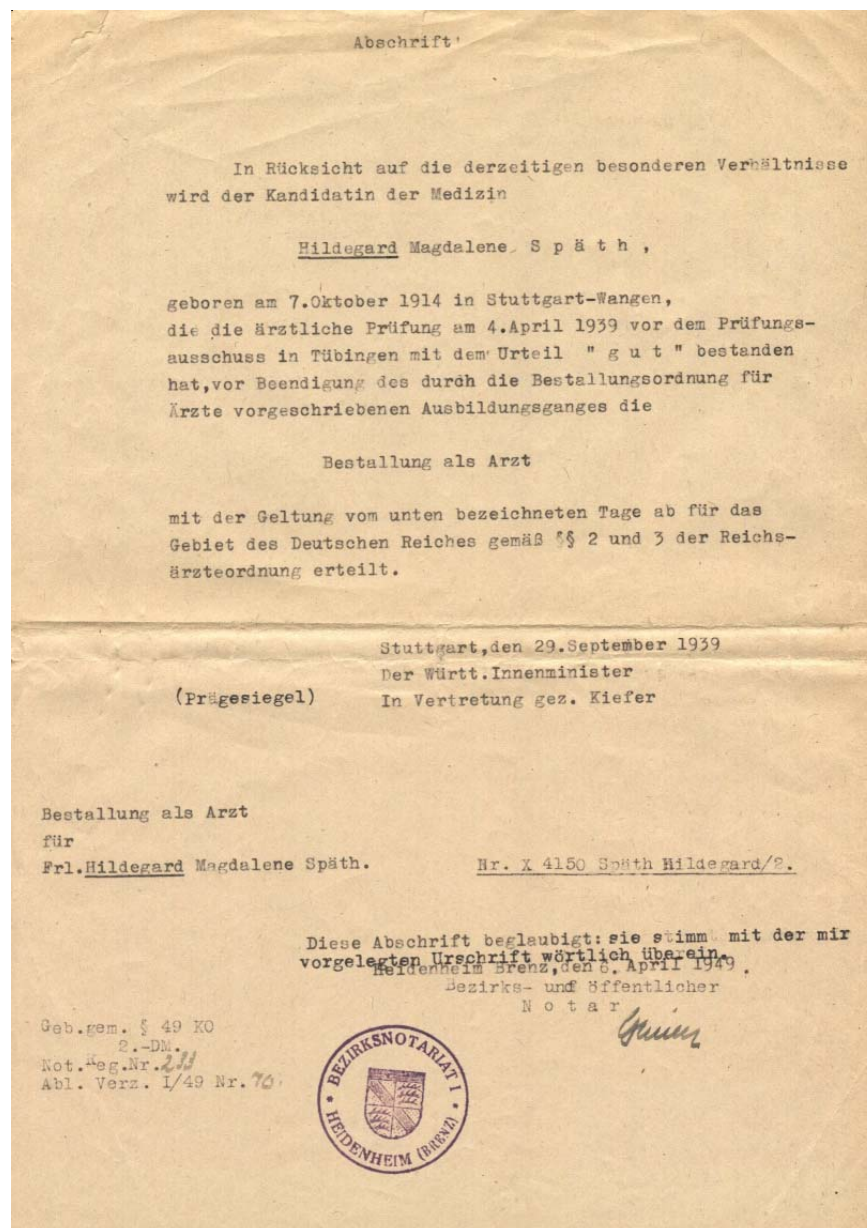 Abschrift
In Rücksicht auf die derzeitigen besonderen Verhältnisse
wird der Kandidatin der Medizin
Hildegard Magdalene S p ä t h ,
geboren am 7.Oktober 1914 in Stuttgart-Wangen,
die die ärztliche Prüfung am 4.April 1939 vor dem Prüfungs-
ausschuss in Tübingen mit dem Urteil " g u t " bestanden
hat,vor Beendigung des durch die Bestallungsordnung für
Ärzte vorgeschriebenen Ausbildungsganges die
Bestallung als Arzt
mit der Geltung vom unten bezeichneten Tage ab für das
Gebiet des Deutschen Reiches gemäß §§ 2 und 3 der Reichs-
ärzteordnung erteilt.
Stuttgart,den 29.September 1939
Der Württ.Innenminister
(Prägesiegel) In Vertretung gez. Kiefer
Bestallung als Arzt
für
Frl.Hildegard Magdalene Späth.
Nr. X 4150 Späth Hildegard/2.
Diese Abschrift beglaubigt: sie stimmt mit der mir
vorgelegten Urschrift wörtlich überein.
Heidenheim Brenz,den 6. April 1949.
Bezirks- und öffentlicher
N o t a r
Geb.gem. § 49 KO
2.-DM.
Not.Reg.Nr.233
Abl. Verz. I/49 Nr. 70.
BEZIRKSNOTARIAT I
HEIDENHEIM (BRENZ)